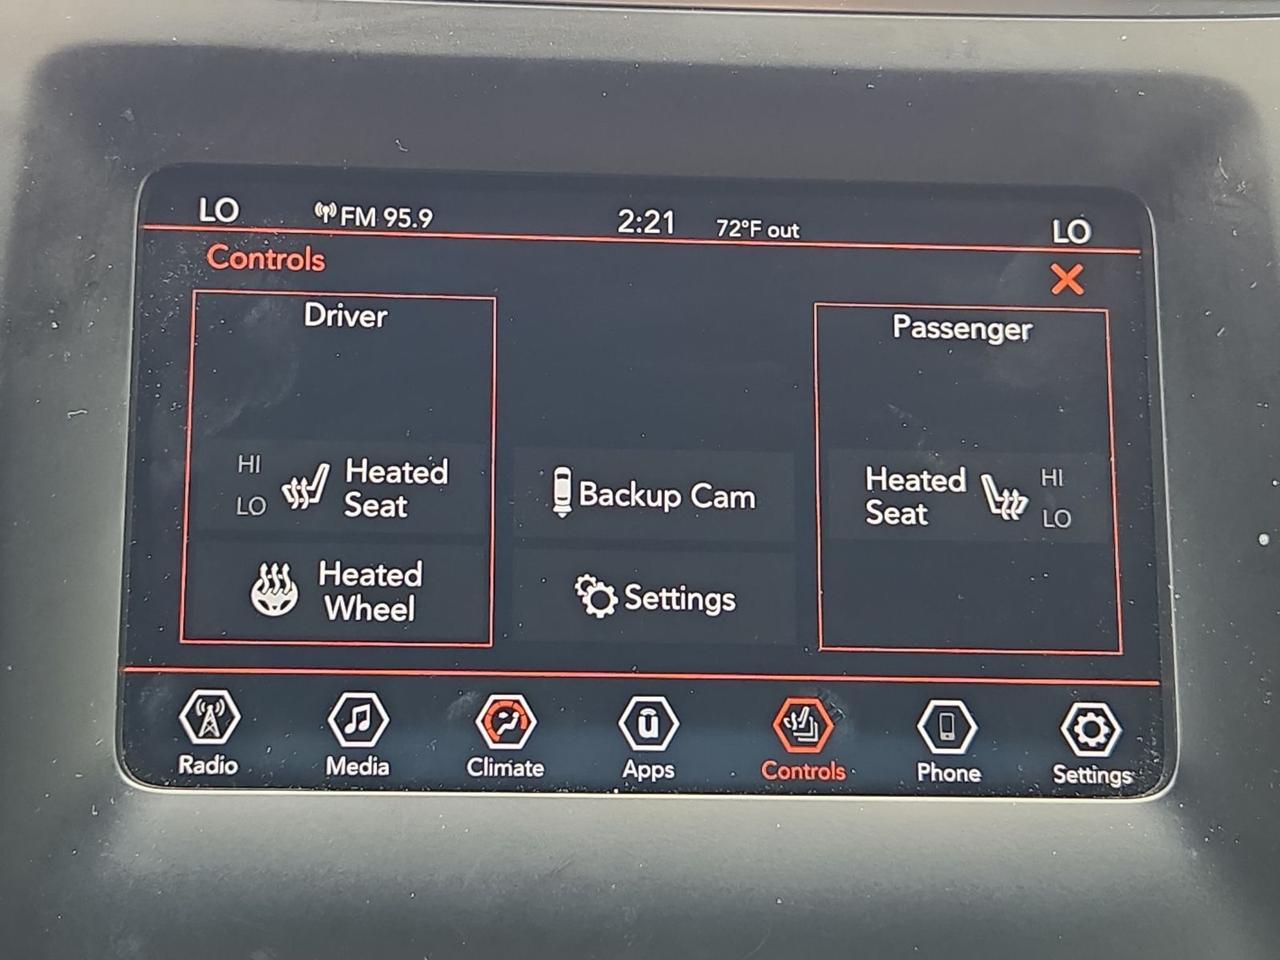 LO FM 95.9 2:21 72°F out LO
Controls
Driver
Passenger
HI
LO
Heated
Seat
Backup Cam
Heated
Seat
HI
LO
Heated
Wheel
Settings
Radio Media Climate Apps Controls Phone Settings